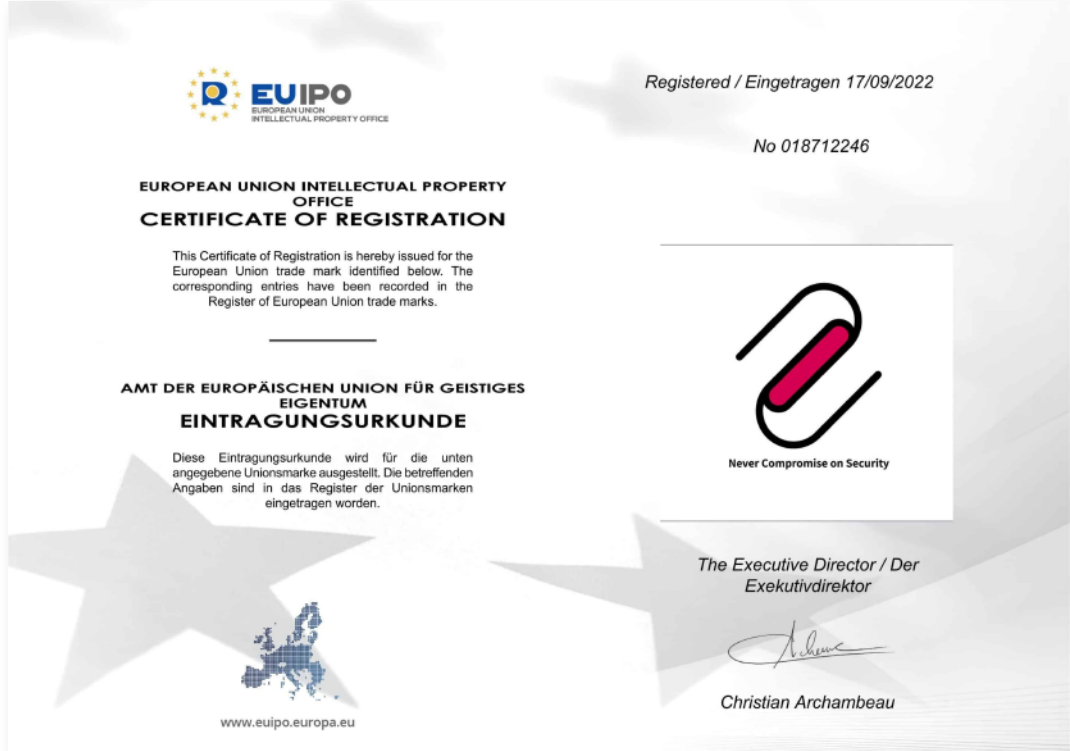 EUIPO
EUROPEAN UNION
INTELLECTUAL PROPERTY OFFICE
EUROPEAN UNION INTELLECTUAL PROPERTY
OFFICE
CERTIFICATE OF REGISTRATION
This Certificate of Registration is hereby issued for the
European Union trade mark identified below. The
corresponding entries have been recorded in the
Register of European Union trade marks.
AMT DER EUROPÄISCHEN UNION FÜR GEISTIGES
EIGENTUM
EINTRAGUNGSURKUNDE
Diese Eintragungsurkunde wird für die unten
angegebene Unionsmarke ausgestellt. Die betreffenden
Angaben sind in das Register der Unionsmarken
eingetragen worden.
www.euipo.europa.eu
Registered / Eingetragen 17/09/2022
No 018712246
Never Compromise on Security
The Executive Director / Der
Exekutivdirektor
Christian Archambeau